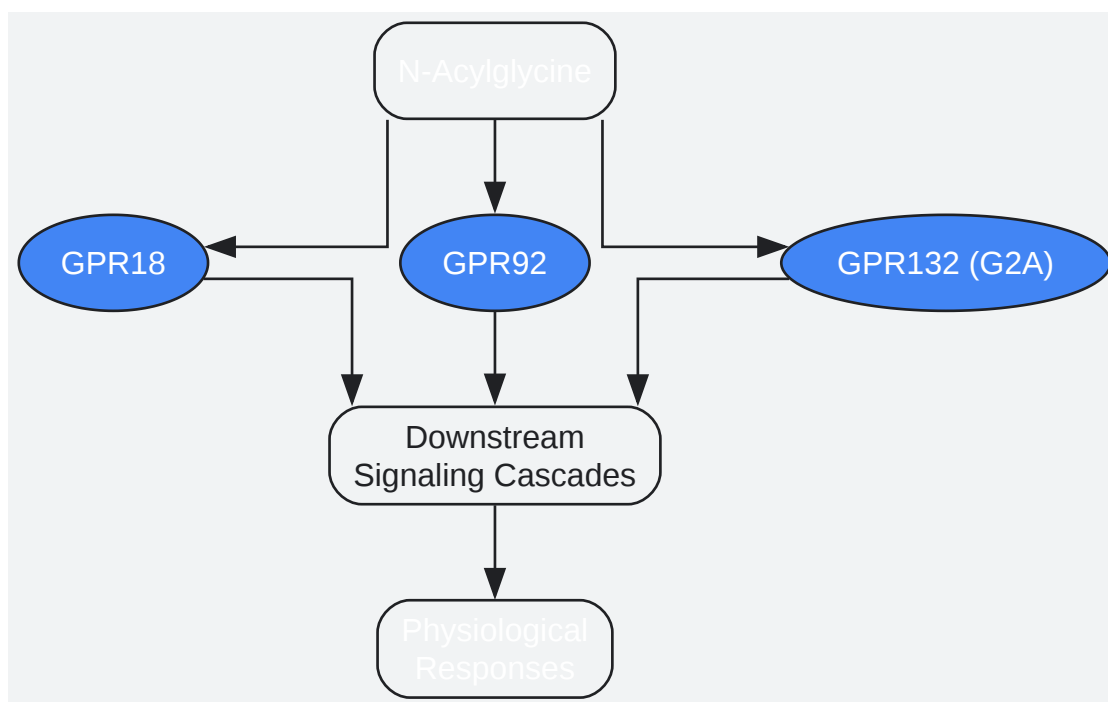 N-Acylglycine
GPR18
GPR92
GPR132 (G2A)
Downstream
Signaling Cascades
Physiological
Responses